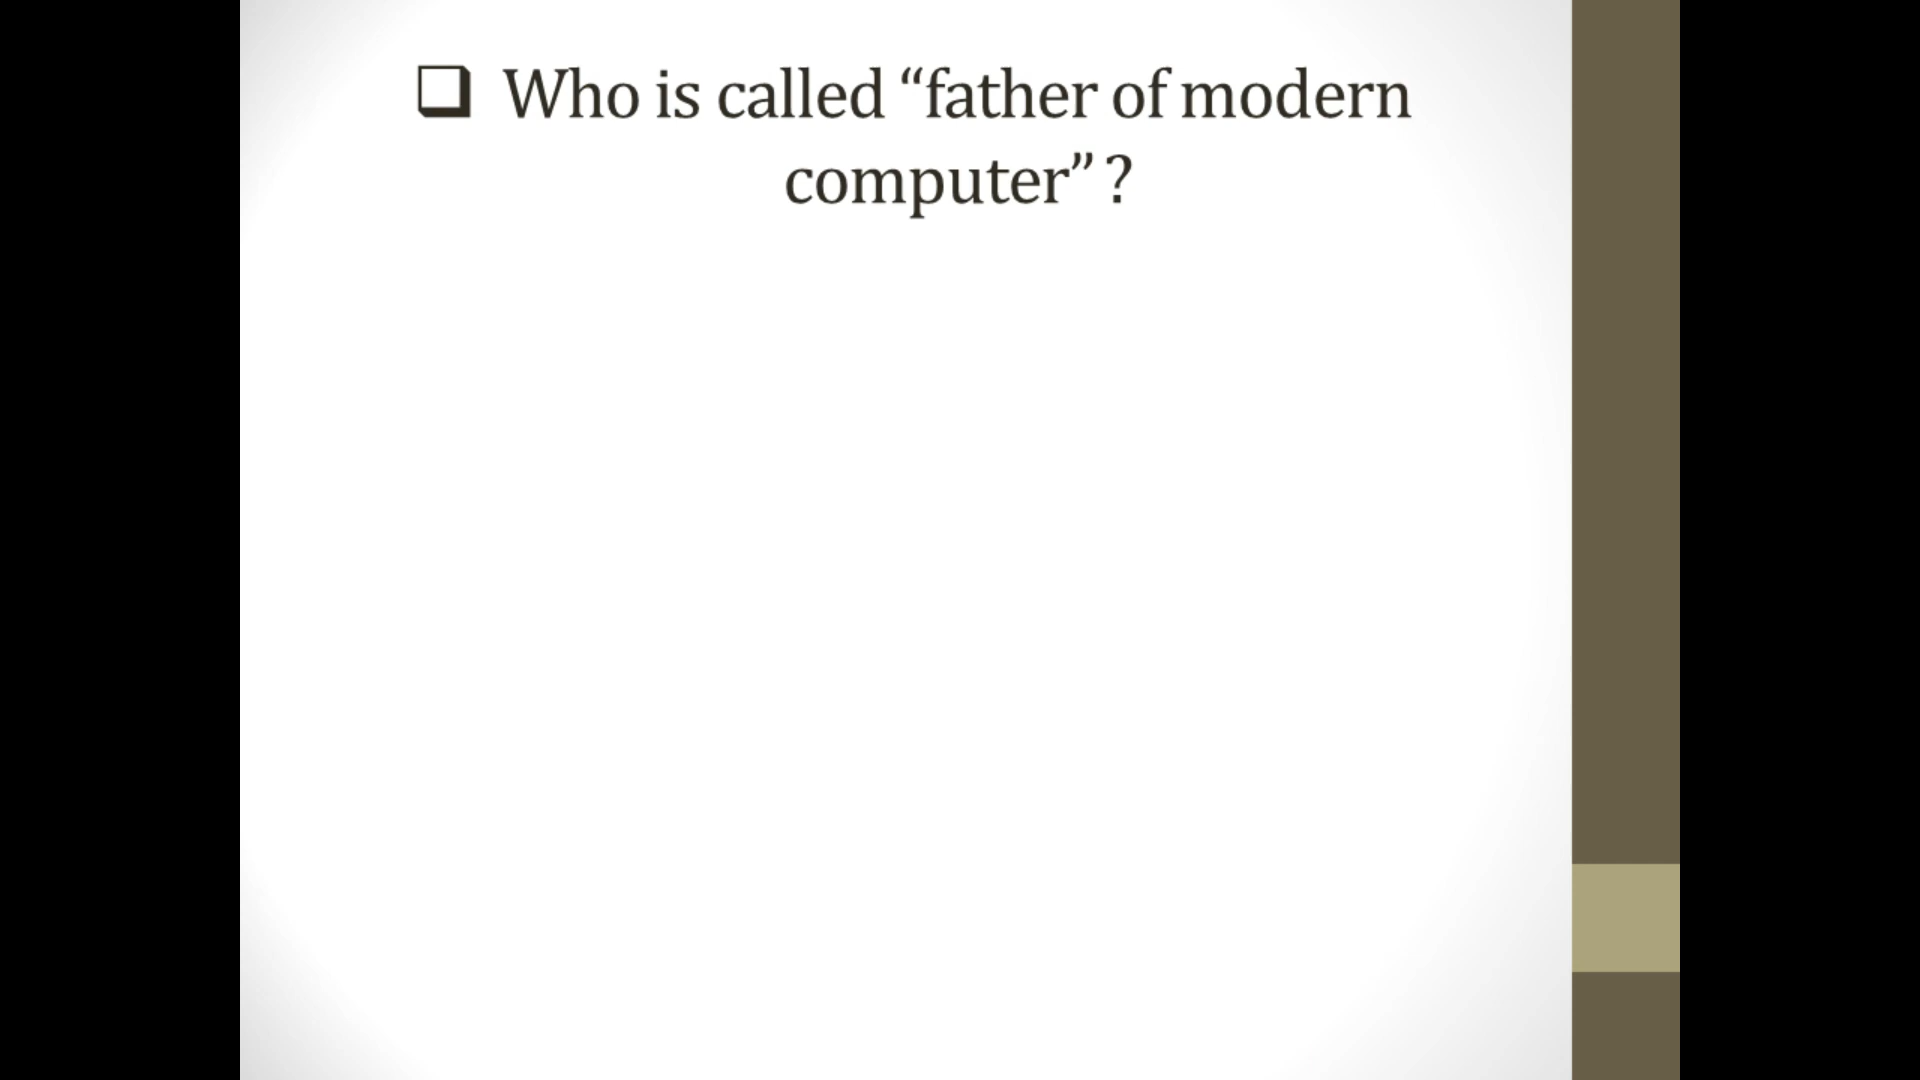 ❑ Who is called “father of modern
computer” ?